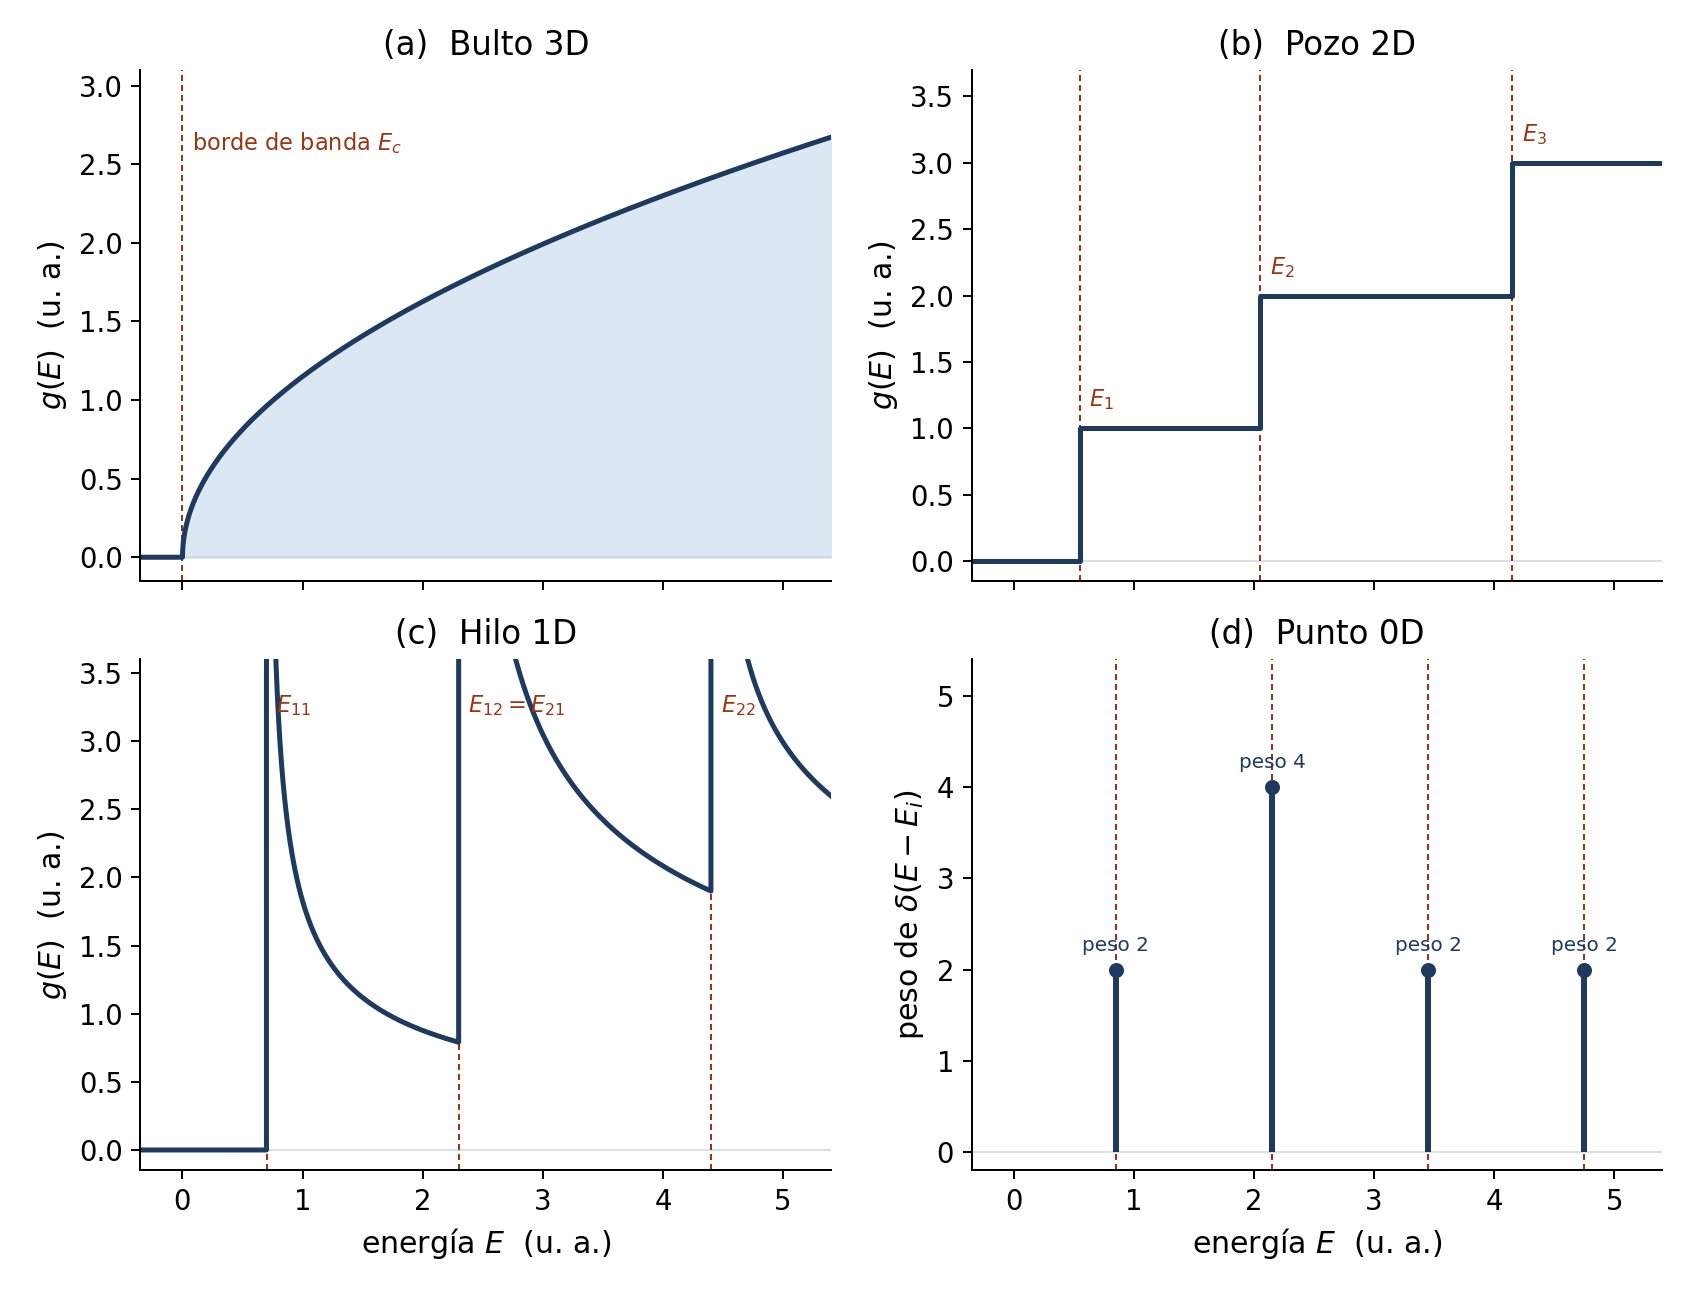 (a)  Bulto 3D
3.0
2.5
2.0
1.5
1.0
0.5
0.0
g(E)  (u. a.)
borde de banda E_c
(b)  Pozo 2D
3.5
3.0
2.5
2.0
1.5
1.0
0.5
0.0
g(E)  (u. a.)
E_1
E_2
E_3
(c)  Hilo 1D
3.5
3.0
2.5
2.0
1.5
1.0
0.5
0.0
g(E)  (u. a.)
E_11
E_12 = E_21
E_22
0 1 2 3 4 5
energía E  (u. a.)
(d)  Punto 0D
5
4
3
2
1
0
peso de δ(E − E_i)
peso 2
peso 4
peso 2
peso 2
0 1 2 3 4 5
energía E  (u. a.)